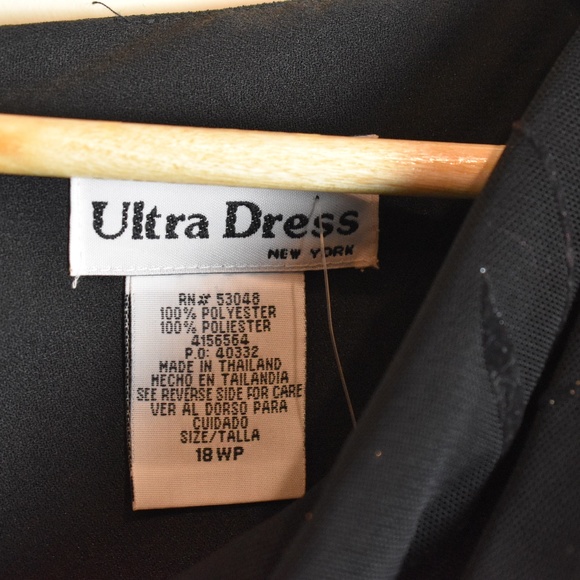 Ultra Dress
NEW YORK
RN# 53048
100% POLYESTER
100% POLIESTER
4156564
P.O: 40332
MADE IN THAILAND
HECHO EN TAILANDIA
SEE REVERSE SIDE FOR CARE
VER AL DORSO PARA
CUIDADO
SIZE/TALLA
18WP